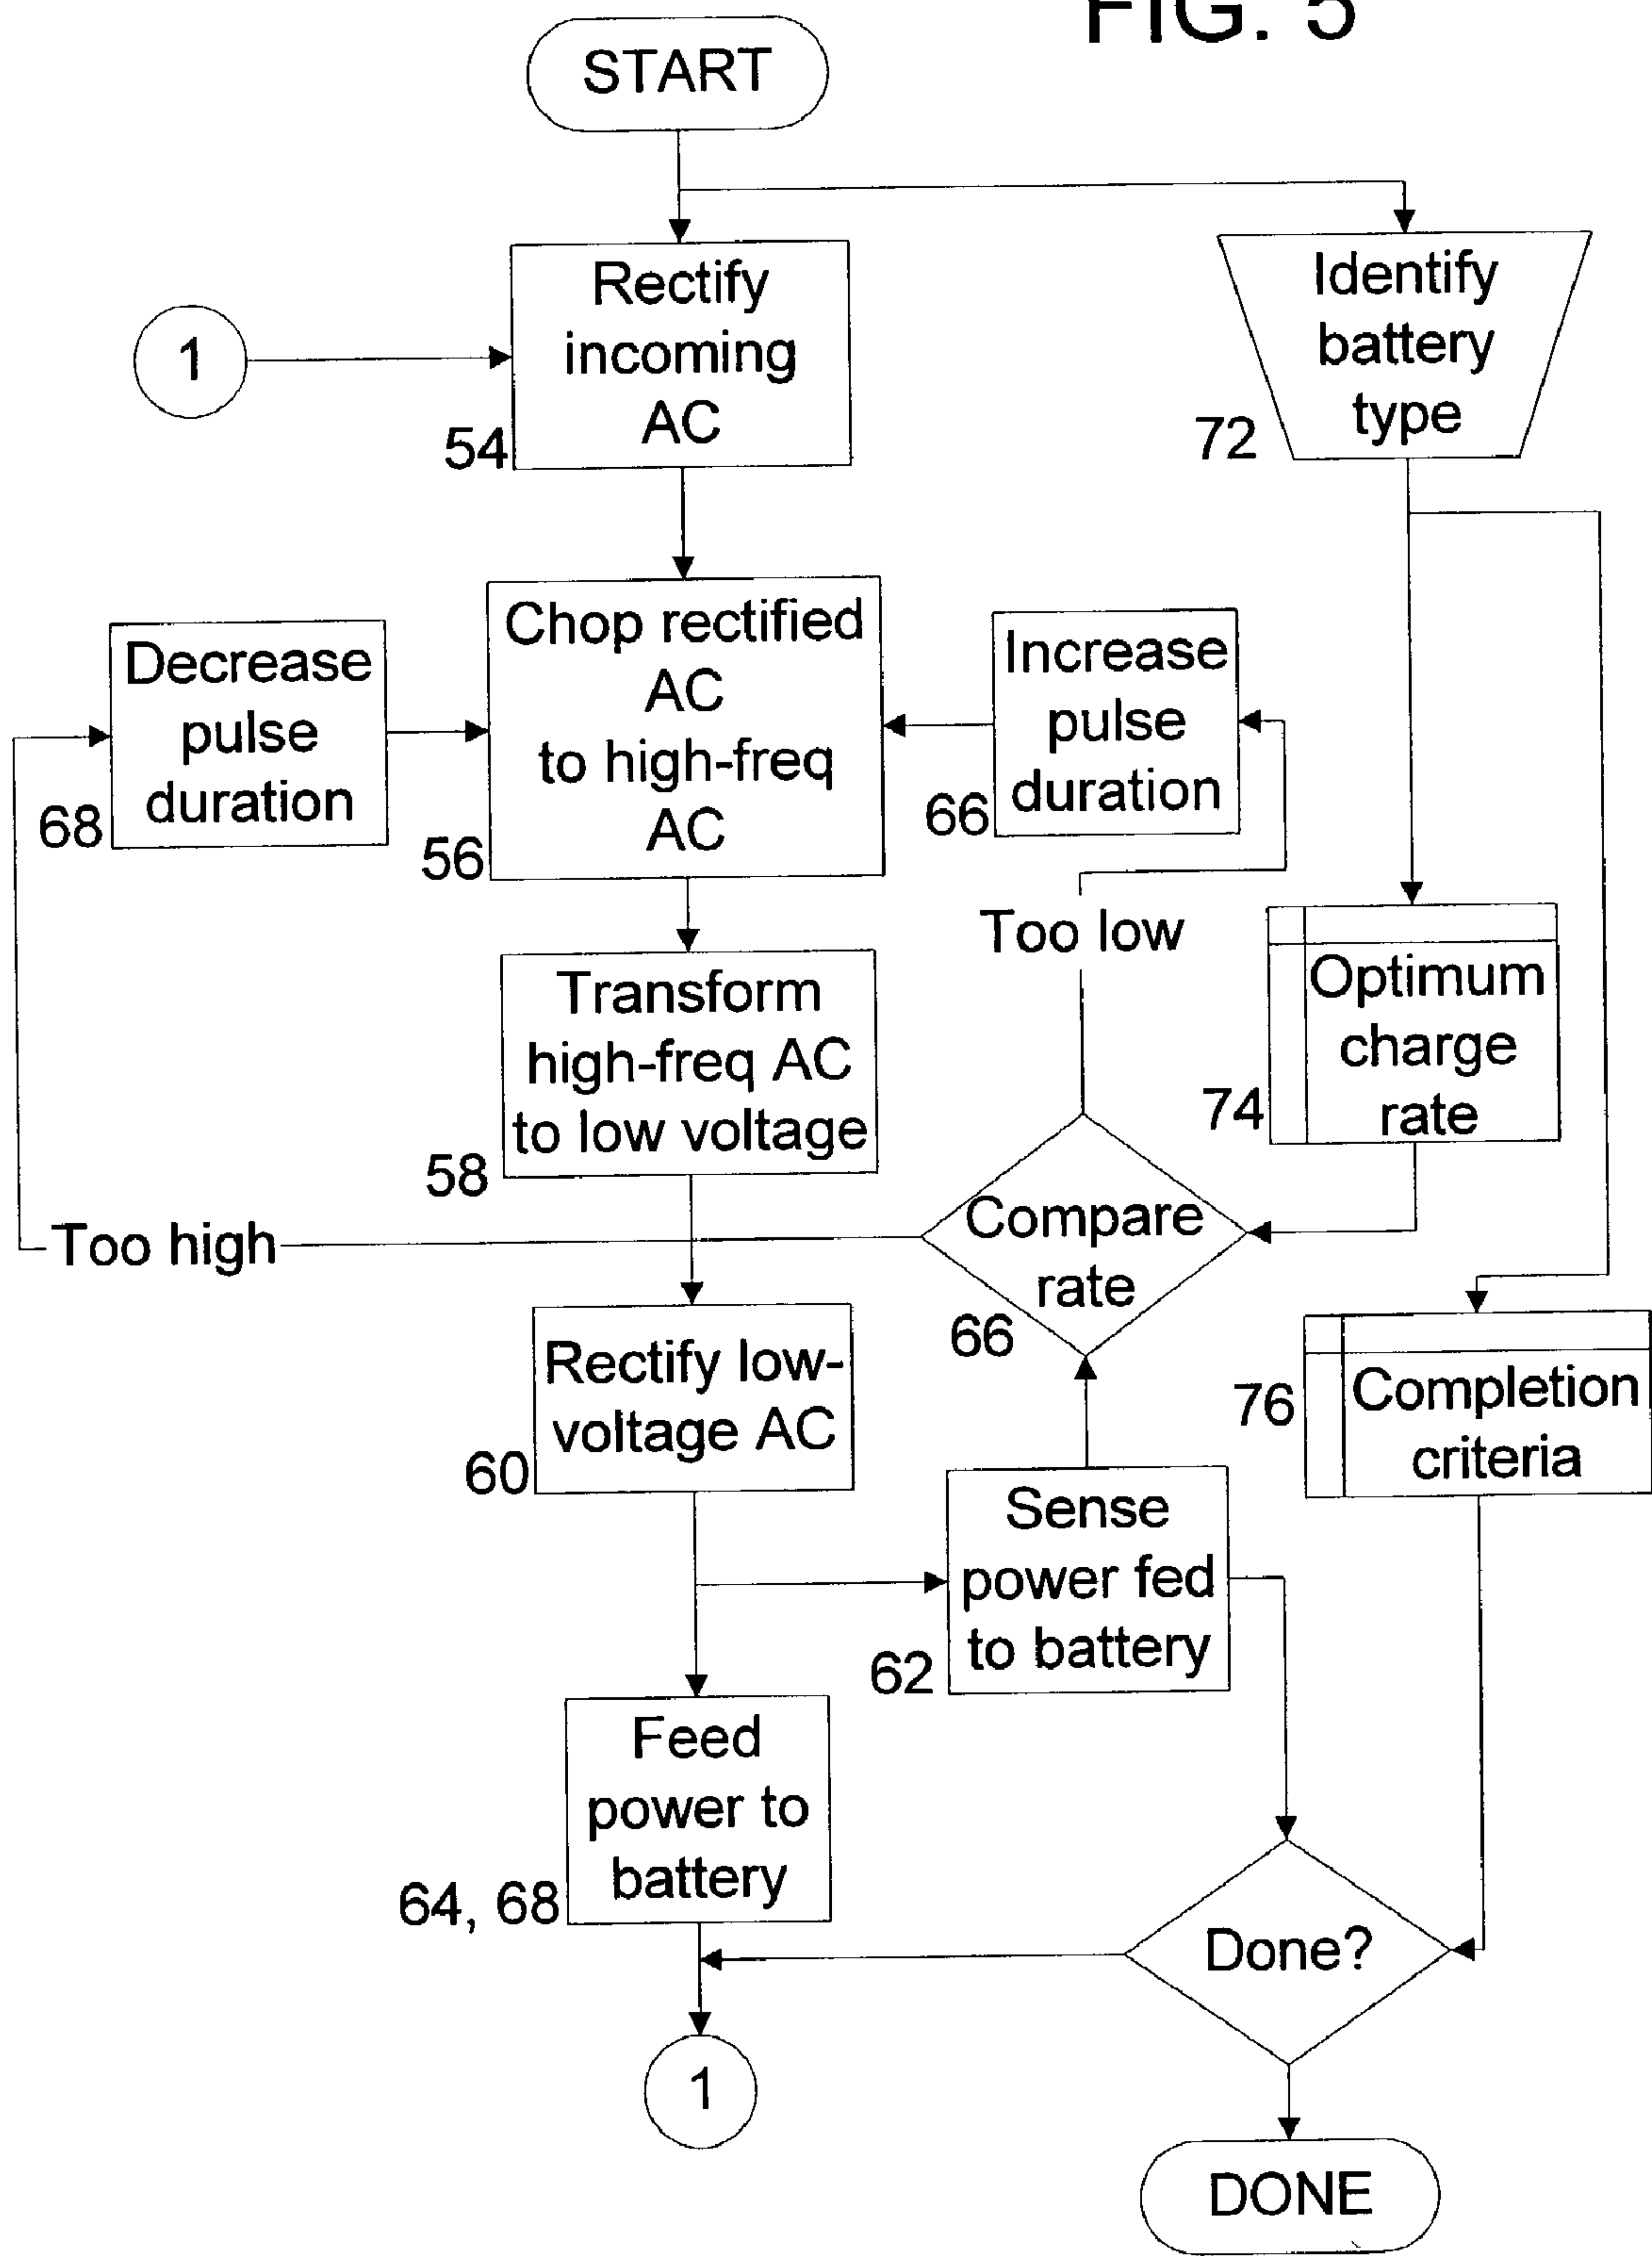 FIG. 5
START
Rectify
incoming
AC
54
1
Identify
battery
type
72
Decrease
pulse
duration
68
Chop rectified
AC
to high-freq
AC
56
Increase
pulse
duration
66
Too low
Transform
high-freq AC
to low voltage
58
Optimum
charge
rate
74
Too high
Compare
rate
66
Rectify low-
voltage AC
60
Completion
criteria
76
Sense
power fed
to battery
62
Feed
power to
battery
64, 68
Done?
1
DONE